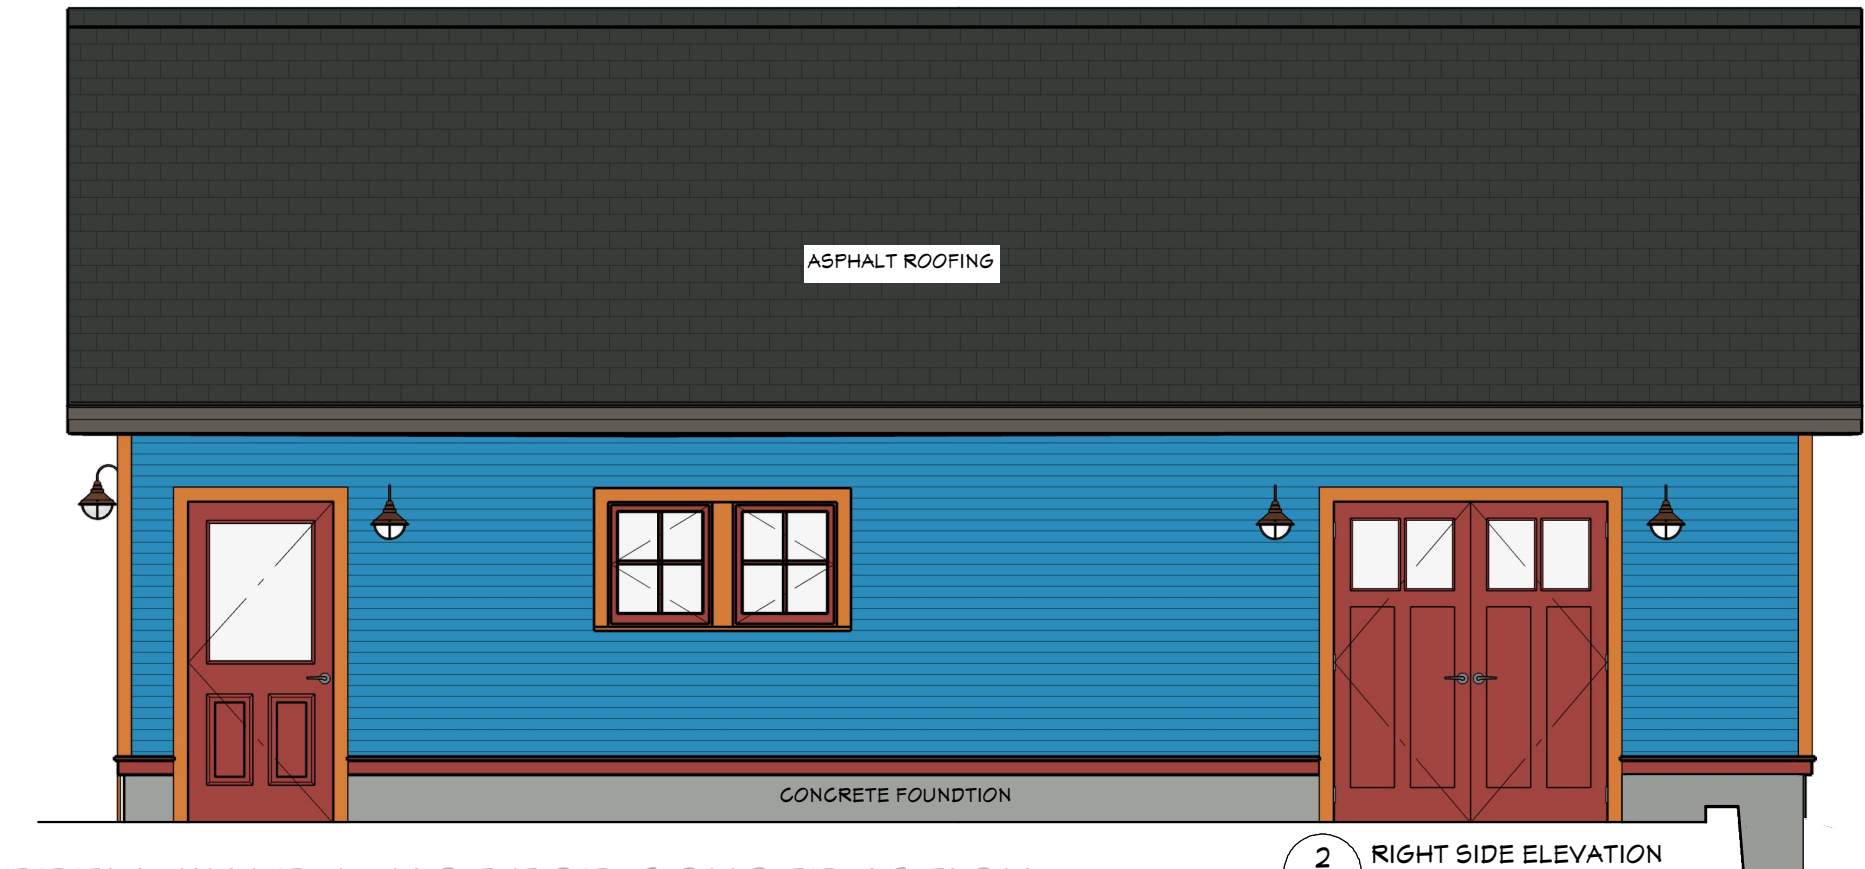 ASPHALT ROOFING
CONCRETE FOUNDTION
2
RIGHT SIDE ELEVATION